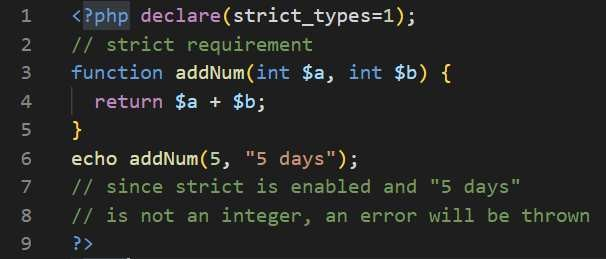 1 <?php declare(strict_types=1);
2 // strict requirement
3 function addNum(int $a, int $b) {
4   return $a + $b;
5 }
6 echo addNum(5, "5 days");
7 // since strict is enabled and "5 days"
8 // is not an integer, an error will be thrown
9 ?>